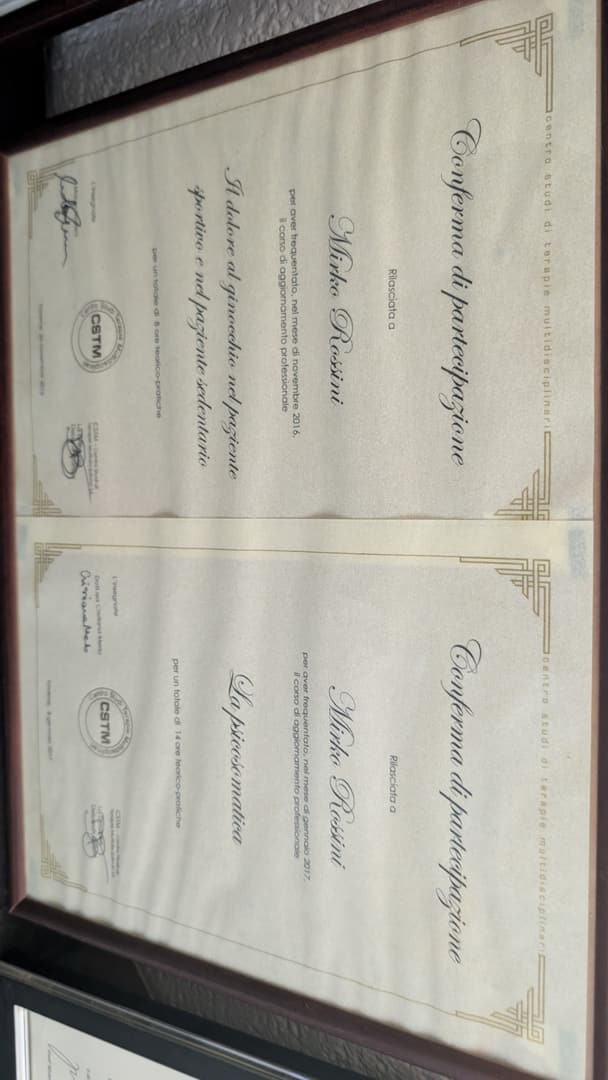 centro studi di terapie multidisciplinari
Conferma di partecipazione
Rilasciata a
Mirko Rossini
per aver frequentato, nel mese di novembre 2016,
il corso di aggiornamento professionale
Il dolore al ginocchio nel paziente
sportivo e nel paziente sedentario
per un totale di 8 ore teorico-pratiche
L'insegnante
CSTM
centro studi di terapie multidisciplinari
Conferma di partecipazione
Rilasciata a
Mirko Rossini
per aver frequentato, nel mese di gennaio 2017,
il corso di aggiornamento professionale
La psicosomatica
per un totale di 14 ore teorico-pratiche
L'insegnante
CSTM